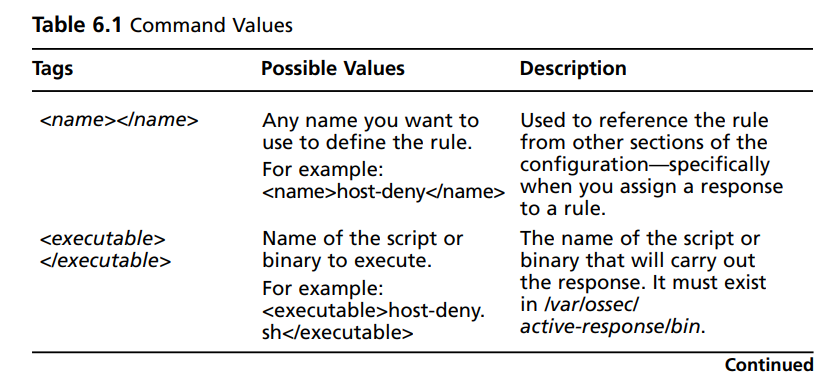 Table 6.1 Command Values
Tags
Possible Values
Description
<name></name>
Any name you want to
use to define the rule.
For example:
<name>host-deny</name>
Used to reference the rule
from other sections of the
configuration—specifically
when you assign a response
to a rule.
<executable>
</executable>
Name of the script or
binary to execute.
For example:
<executable>host-deny.
sh</executable>
The name of the script or
binary that will carry out
the response. It must exist
in /var/ossec/
active-response/bin.
Continued